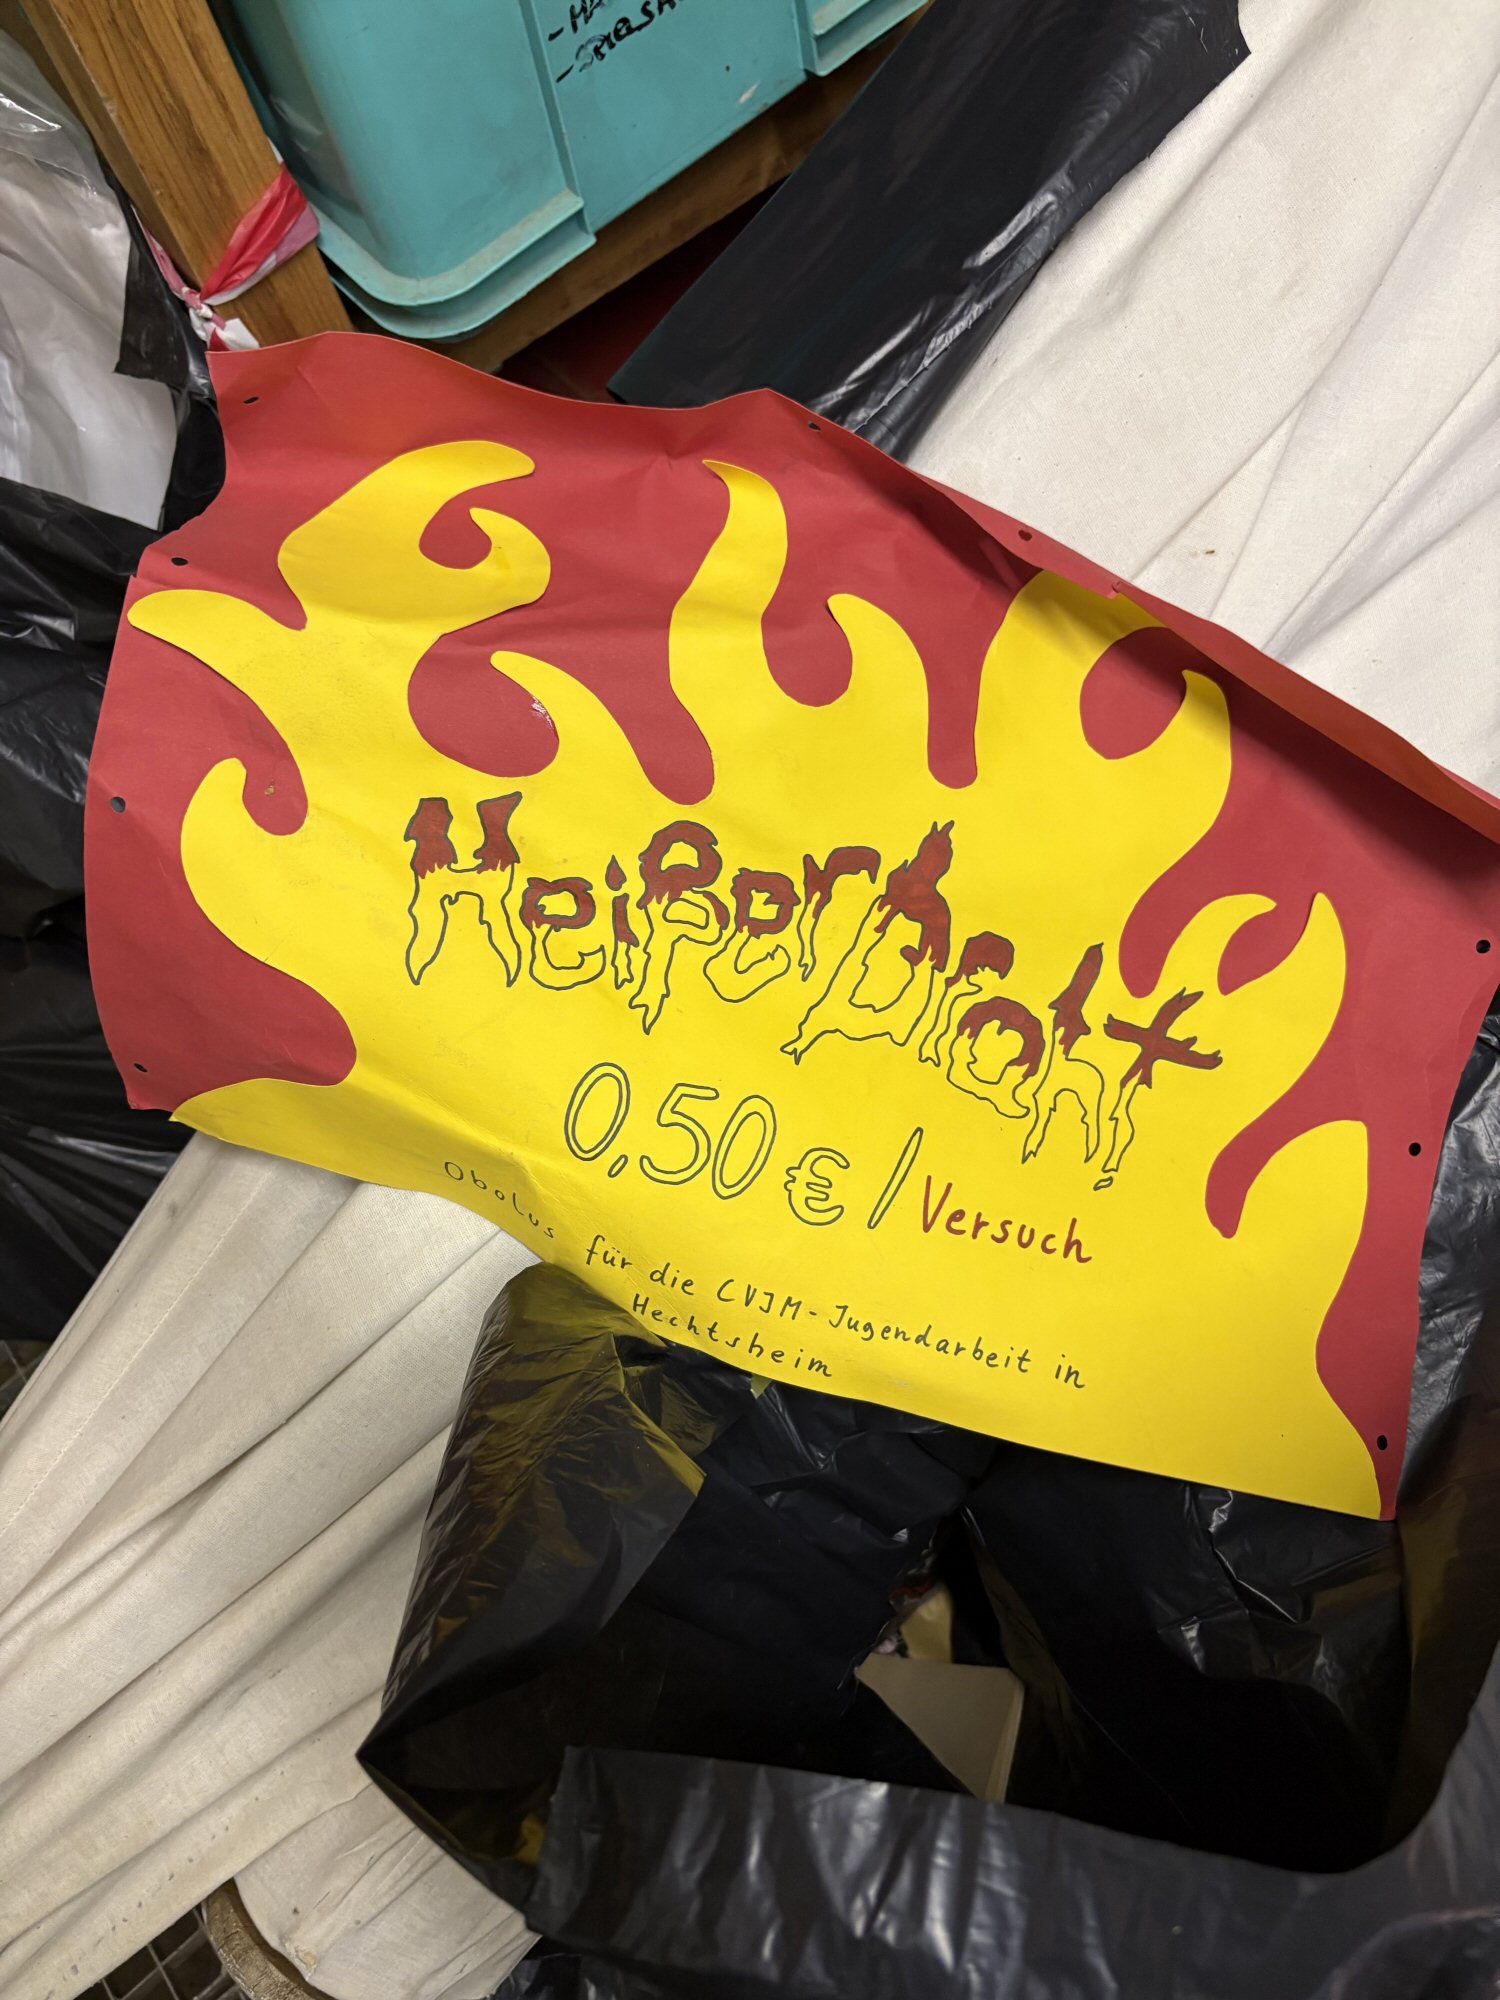 Heißer Draht
0,50 € / Versuch
Obolus für die CVJM-Jugendarbeit in
Hechtsheim